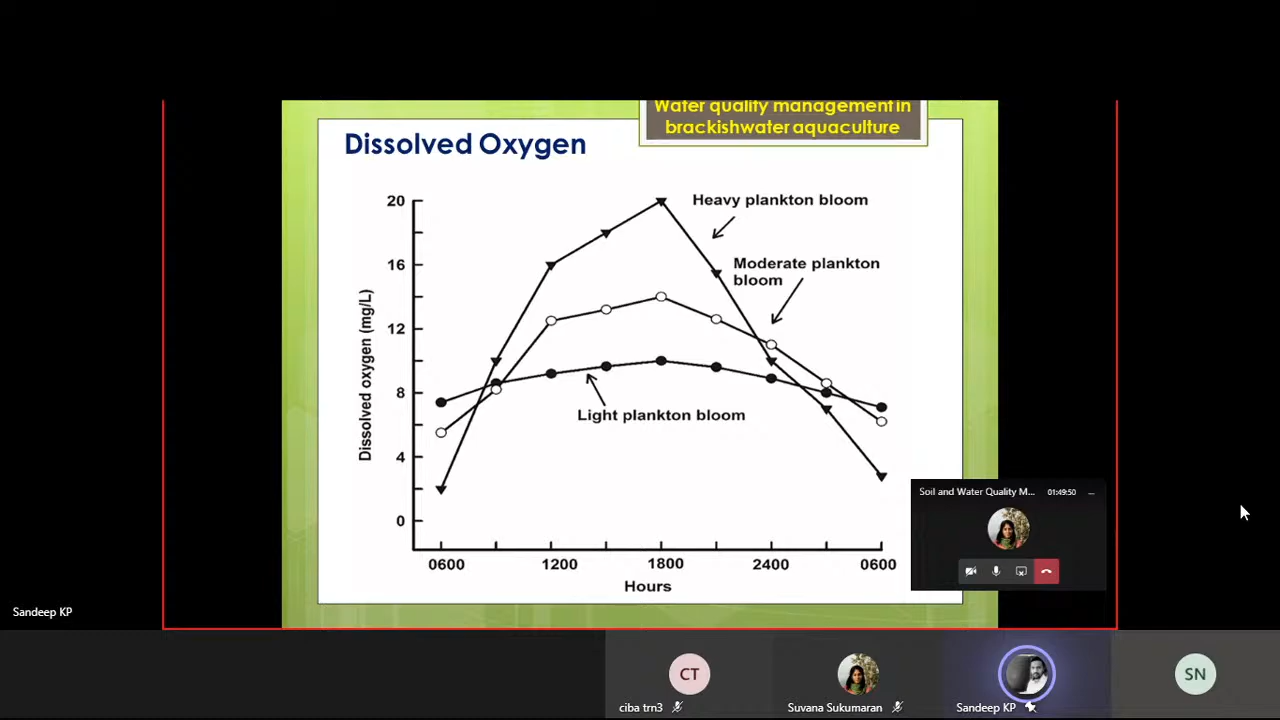 Water quality management in
brackishwater aquaculture
Dissolved Oxygen
20
16
12
8
4
0
Dissolved oxygen (mg/L)
Heavy plankton bloom
Moderate plankton
bloom
Light plankton bloom
0600
1200
1800
2400
0600
Hours
Soil and Water Quality M... 01:49:50
Sandeep KP
CT
SN
ciba trn3
Suvana Sukumaran
Sandeep KP